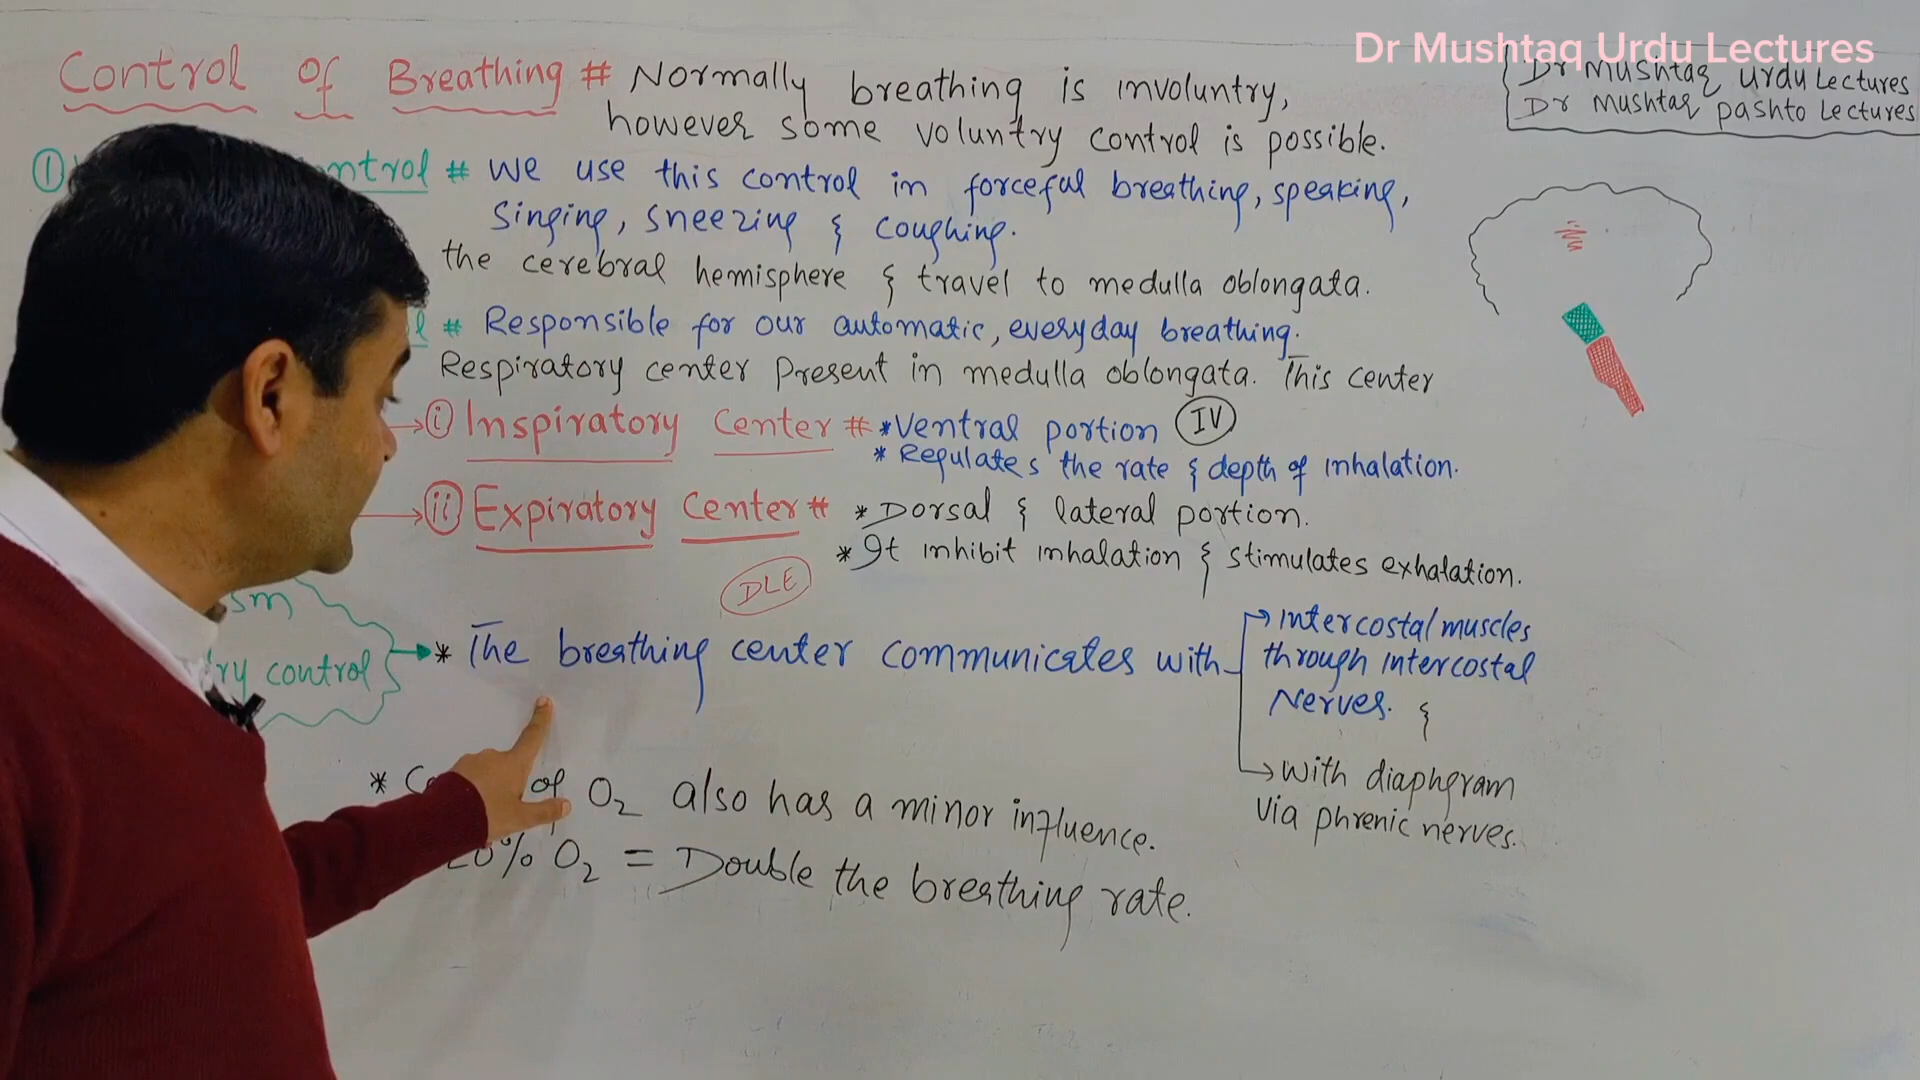 Dr Mushtaq Urdu Lectures
Control of Breathing # Normally breathing is involuntry,
however some voluntry control is possible.
Dr Mushtaq urdu Lectures
Dr Mushtaq pashto Lectures
① ntrol # We use this control in forceful breathing, speaking,
Singing, sneezing & coughing.
the cerebral hemisphere & travel to medulla oblongata.
l # Responsible for our automatic, everyday breathing.
Respiratory center Present in medulla oblongata. This center
→ⓘ Inspiratory Center # *Ventral portion IV
* Regulates the rate & depth of inhalation.
→ii Expiratory Center # *Dorsal & lateral portion.
DLE * It inhibit inhalation & stimulates exhalation.
sm
ry control → * The breathing center communicates with
→ intercostal muscles
through intercostal
Nerves. &
→ with diaphgram
via phrenic nerves.
* C of O2 also has a minor influence.
20% O2 = Double the breathing rate.